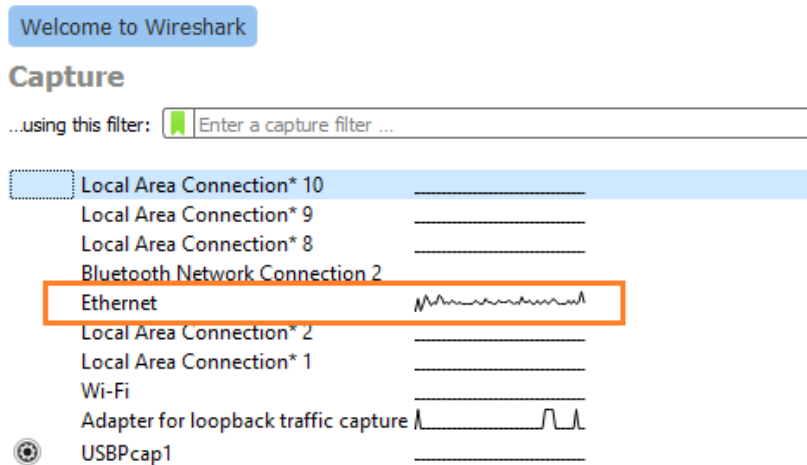 Welcome to Wireshark
Capture
...using this filter: Enter a capture filter ...
Local Area Connection* 10
Local Area Connection* 9
Local Area Connection* 8
Bluetooth Network Connection 2
Ethernet
Local Area Connection* 2
Local Area Connection* 1
Wi-Fi
Adapter for loopback traffic capture
USBPcap1